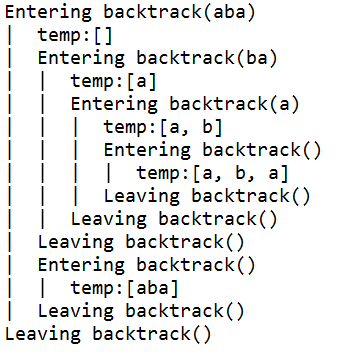 Entering backtrack(aba)
|  temp:[]
|  Entering backtrack(ba)
|  |  temp:[a]
|  |  Entering backtrack(a)
|  |  |  temp:[a, b]
|  |  |  Entering backtrack()
|  |  |  |  temp:[a, b, a]
|  |  |  Leaving backtrack()
|  |  Leaving backtrack()
|  Leaving backtrack()
|  Entering backtrack()
|  |  temp:[aba]
|  Leaving backtrack()
Leaving backtrack()